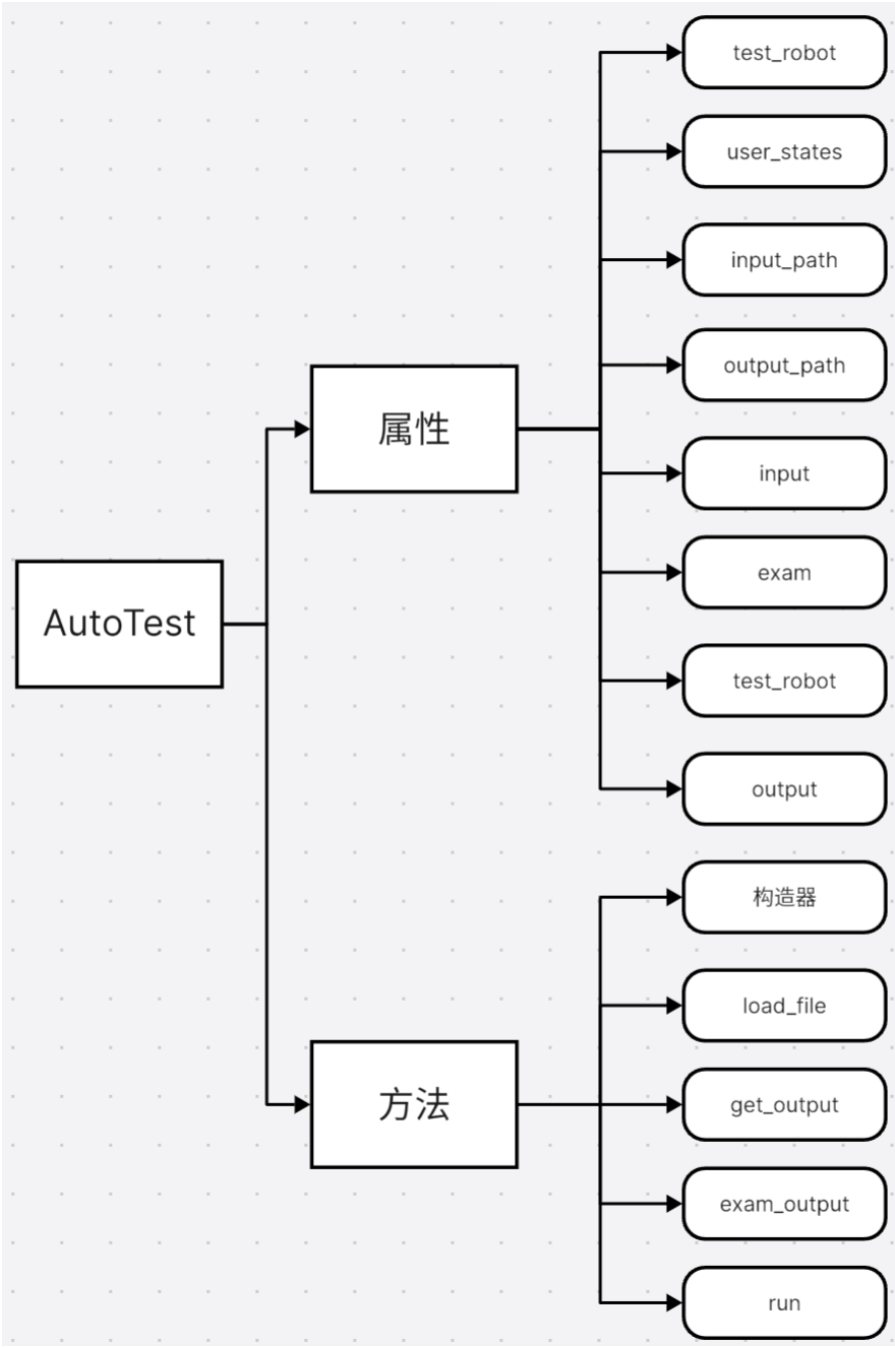 test_robot
user_states
input_path
output_path
属性
input
exam
AutoTest
test_robot
output
构造器
load_file
方法
get_output
exam_output
run